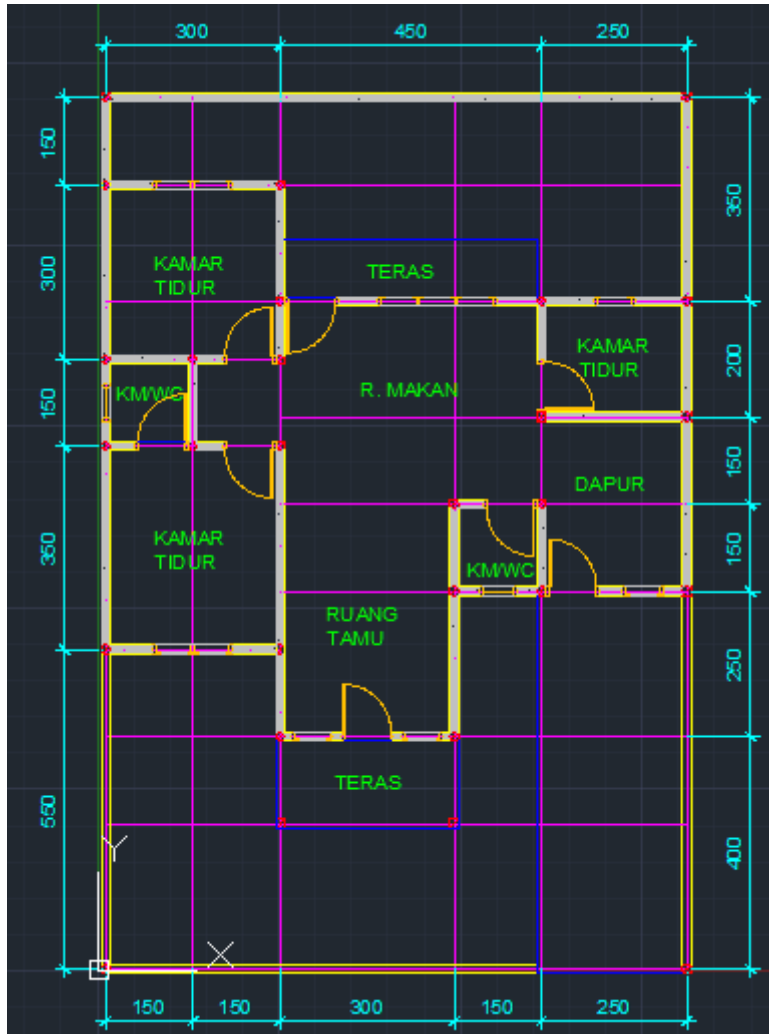 300
450
250
150
300
150
350
550
350
200
150
150
250
400
KAMAR
TIDUR
TERAS
KAMAR
TIDUR
R. MAKAN
KM/WC
DAPUR
KAMAR
TIDUR
KM/WC
RUANG
TAMU
TERAS
Y
X
150
150
300
150
250